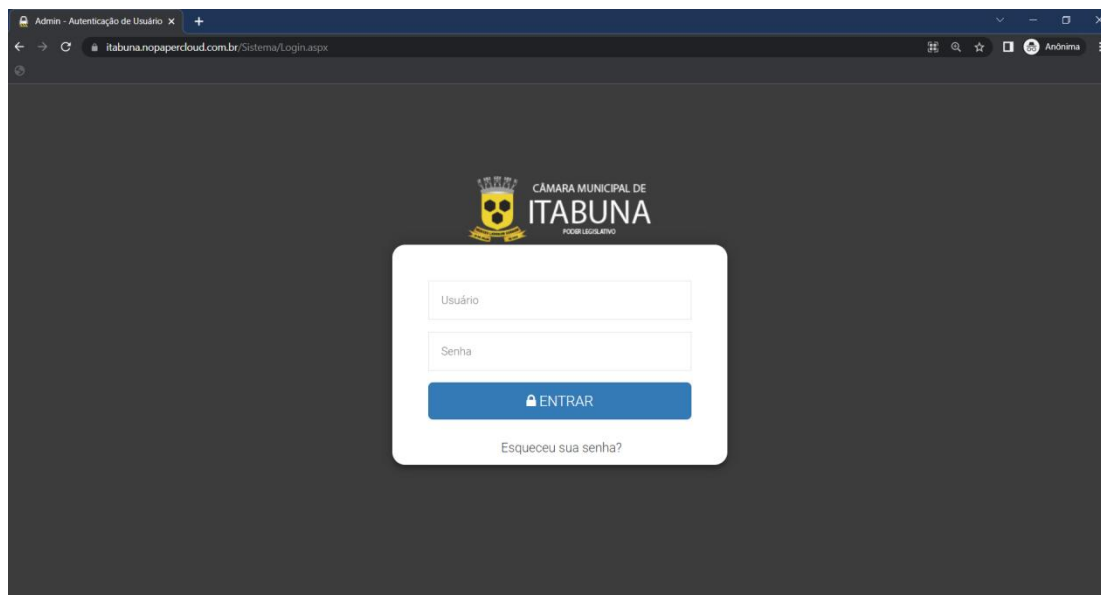 Admin - Autenticação de Usuário
itabuna.nopapercloud.com.br/Sistema/Login.aspx
Anônima
CÂMARA MUNICIPAL DE
ITABUNA
PODER LEGISLATIVO
Usuário
Senha
ENTRAR
Esqueceu sua senha?